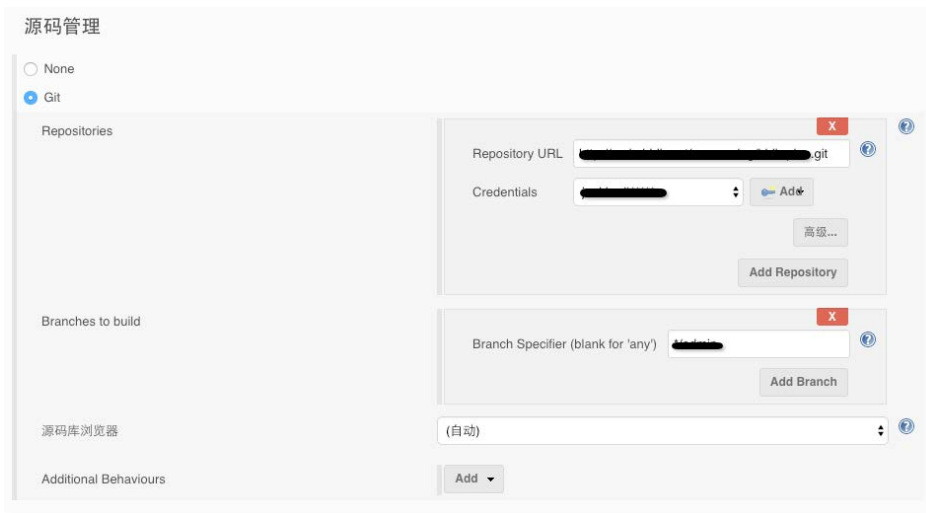 源码管理
None
Git
Repositories
X
Repository URL
.git
Credentials
Add
高级...
Add Repository
Branches to build
X
Branch Specifier (blank for 'any')
Add Branch
源码库浏览器
(自动)
Additional Behaviours
Add